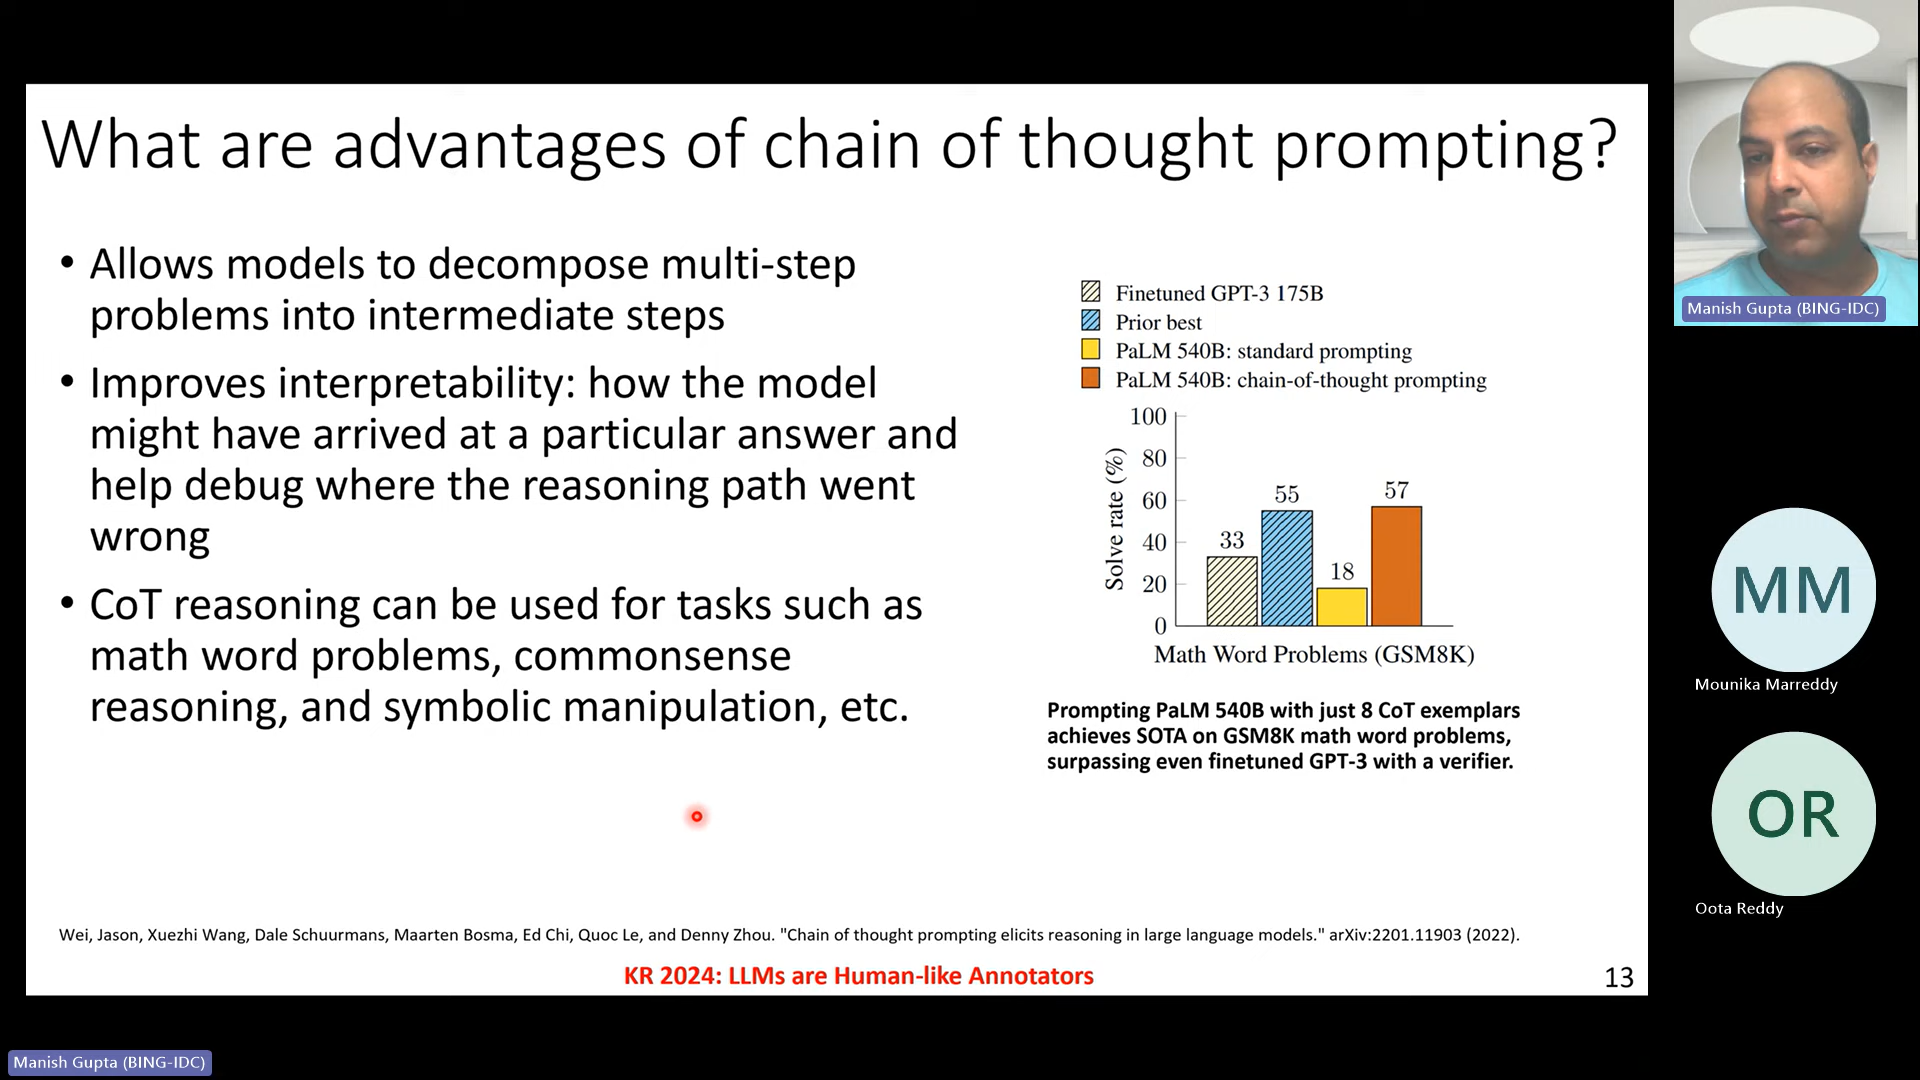 What are advantages of chain of thought prompting?
• Allows models to decompose multi-step
problems into intermediate steps
• Improves interpretability: how the model
might have arrived at a particular answer and
help debug where the reasoning path went
wrong
• CoT reasoning can be used for tasks such as
math word problems, commonsense
reasoning, and symbolic manipulation, etc.
Finetuned GPT-3 175B
Prior best
PaLM 540B: standard prompting
PaLM 540B: chain-of-thought prompting
100
80
60
40
20
0
Solve rate (%)
33
55
18
57
Math Word Problems (GSM8K)
Prompting PaLM 540B with just 8 CoT exemplars
achieves SOTA on GSM8K math word problems,
surpassing even finetuned GPT-3 with a verifier.
Wei, Jason, Xuezhi Wang, Dale Schuurmans, Maarten Bosma, Ed Chi, Quoc Le, and Denny Zhou. "Chain of thought prompting elicits reasoning in large language models." arXiv:2201.11903 (2022).
KR 2024: LLMs are Human-like Annotators
13
Manish Gupta (BING-IDC)
MM
Mounika Marreddy
OR
Oota Reddy
Manish Gupta (BING-IDC)